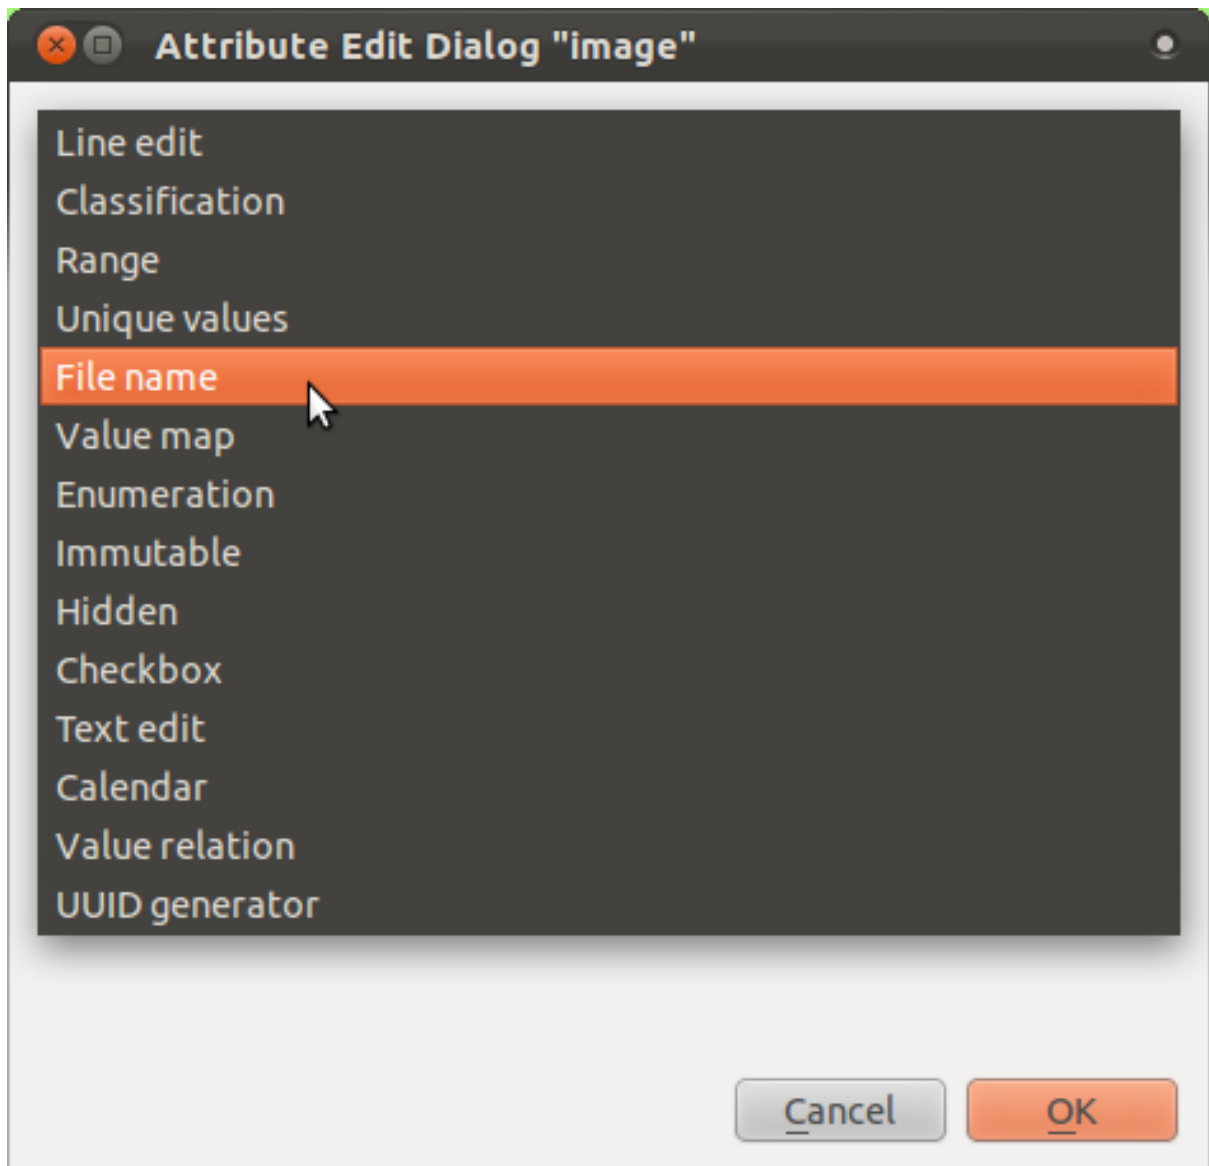 Attribute Edit Dialog "image"
Line edit
Classification
Range
Unique values
File name
Value map
Enumeration
Immutable
Hidden
Checkbox
Text edit
Calendar
Value relation
UUID generator
Cancel OK